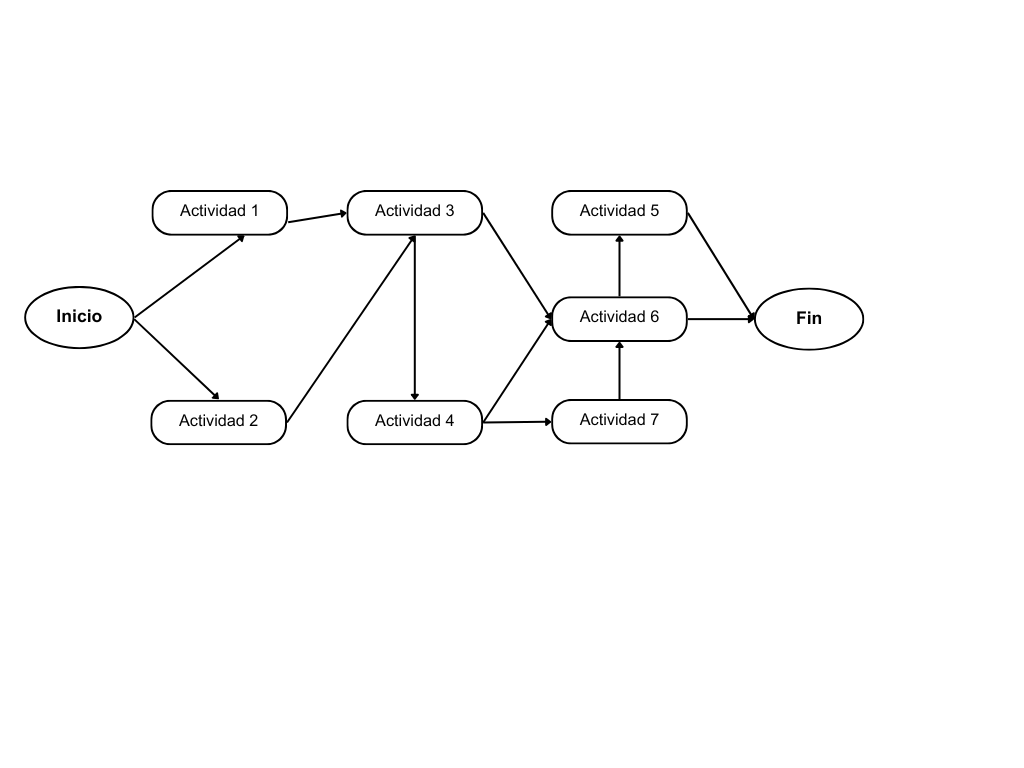 Actividad 1
Actividad 3
Actividad 5
Inicio
Actividad 6
Fin
Actividad 2
Actividad 4
Actividad 7